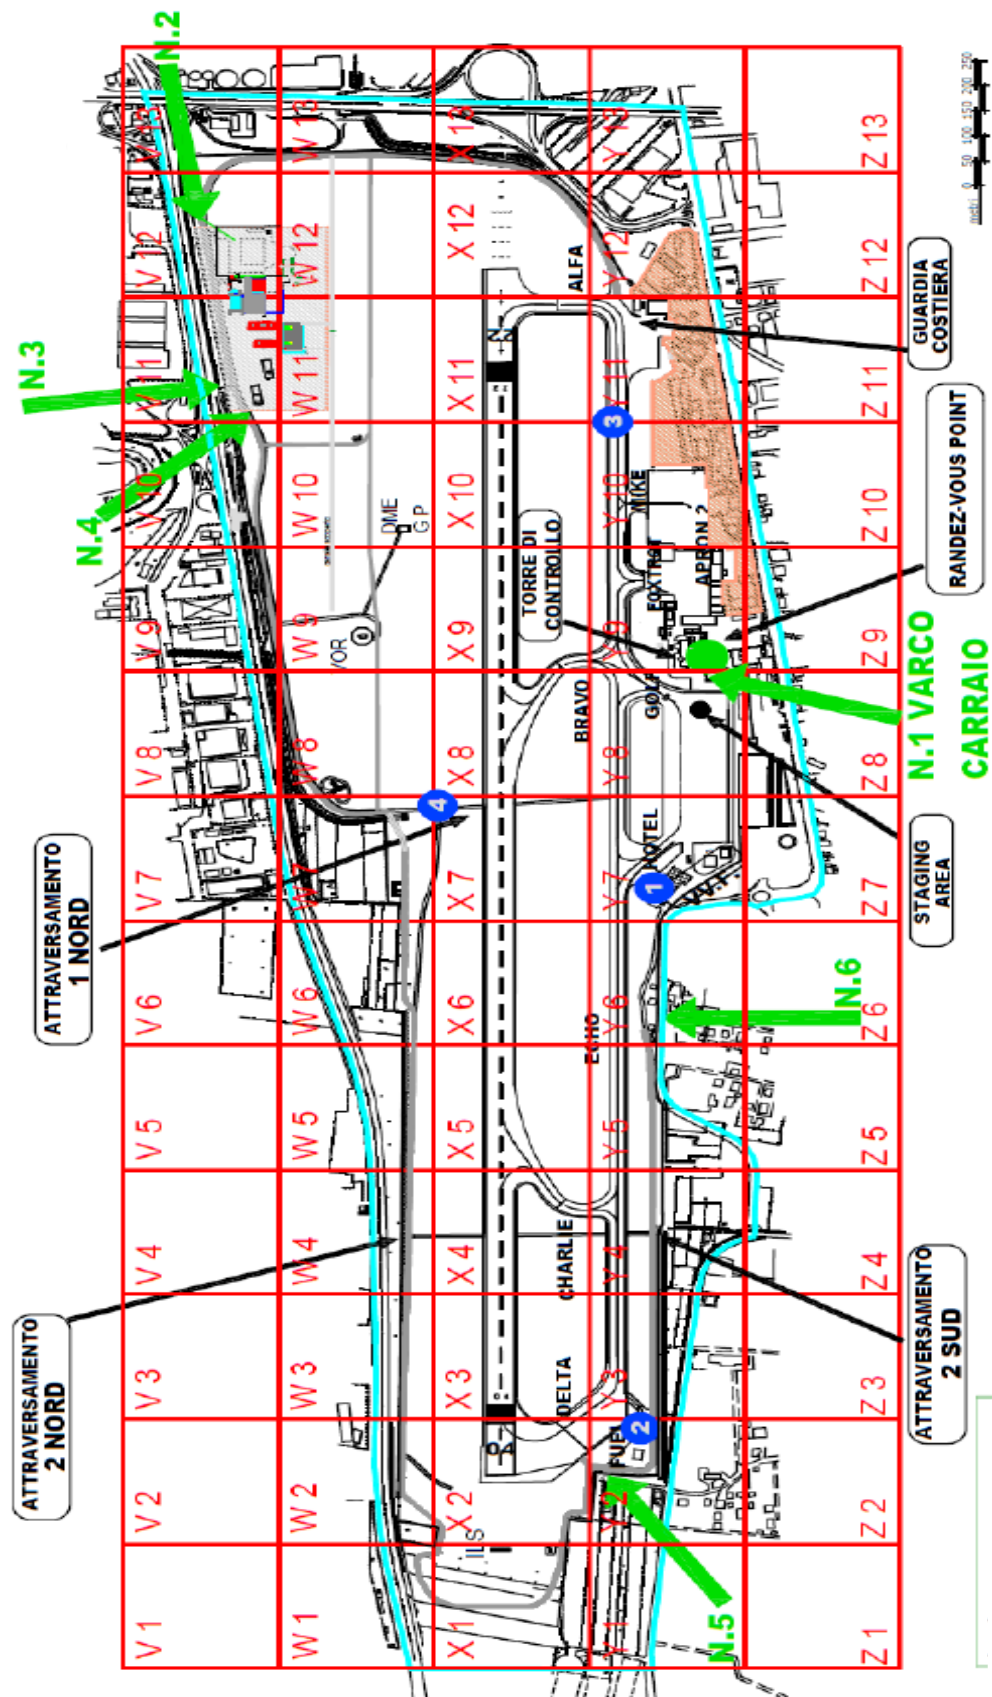 N.2
N.3
N.4
V 1
V 2
V 3
V 4
V 5
V 6
V 7
V 8
V 9
V 10
V 11
V 12
V 13
W 1
W 2
W 3
W 4
W 5
W 6
W 7
W 8
W 9
W 10
W 11
W 12
W 13
X 1
X 2
X 3
X 4
X 5
X 6
X 7
X 8
X 9
X 10
X 11
X 12
X 13
Y 1
Y 2
Y 3
Y 4
Y 5
Y 6
Y 7
Y 8
Y 9
Y 10
Y 11
Y 12
Y 13
Z 1
Z 2
Z 3
Z 4
Z 5
Z 6
Z 7
Z 8
Z 9
Z 10
Z 11
Z 12
Z 13
ATTRAVERSAMENTO
2 NORD
ATTRAVERSAMENTO
1 NORD
VOR
DME
G P
ILS
4
DELTA
CHARLIE
ECHO
BRAVO
ALFA
TORRE DI
CONTROLLO
FUEL
HOTEL
GOLF
FOXTROT
MIKE
APRON 2
V.V.F.
1
2
3
N.5
N.6
N.1 VARCO
CARRAIO
ATTRAVERSAMENTO
2 SUD
STAGING
AREA
RANDEZ-VOUS POINT
GUARDIA
COSTIERA
metri 0 50 100 150 200 250